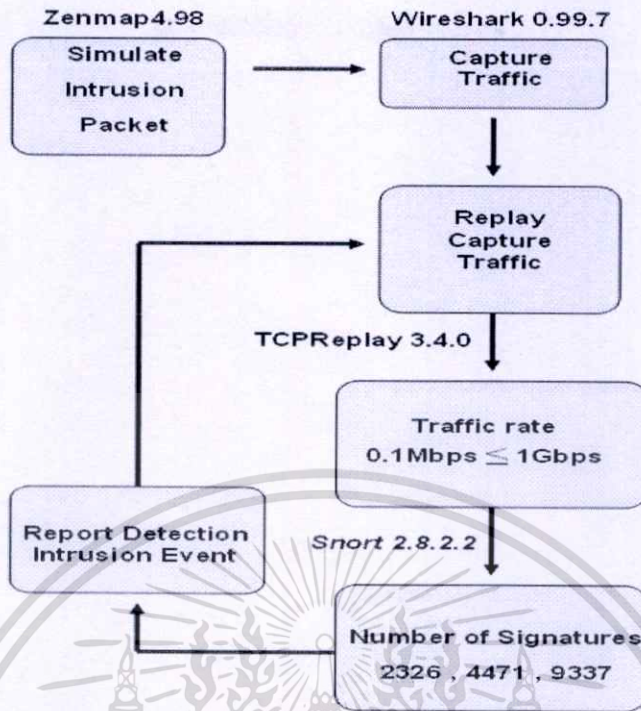 Zenmap4.98
Wireshark 0.99.7
Simulate
Intrusion
Packet
Capture
Traffic
Replay
Capture
Traffic
TCPReplay 3.4.0
Traffic rate
0.1Mbps ≦ 1Gbps
Snort 2.8.2.2
Report Detection
Intrusion Event
Number of Signatures
2326 , 4471 , 9337